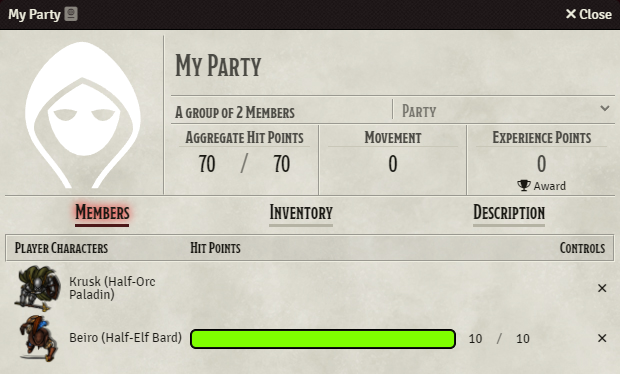 My Party
× Close
My Party
A group of 2 Members
Party
Aggregate Hit Points
Movement
Experience Points
70 / 70
0
0
Award
Members
Inventory
Description
Player Characters
Hit Points
Controls
Krusk (Half-Orc
Paladin)
×
Beiro (Half-Elf Bard)
10 / 10
×